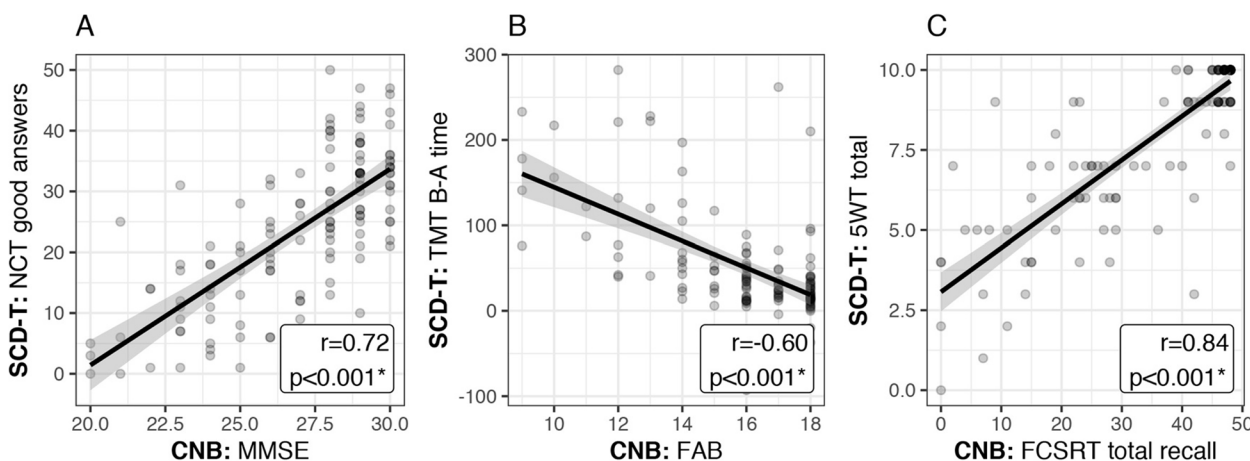 A
50
40
30
20
10
0
SCD-T: NCT good answers
20.0 22.5 25.0 27.5 30.0
CNB: MMSE
r=0.72
p<0.001*
B
300
200
100
0
-100
SCD-T: TMT B-A time
10 12 14 16 18
CNB: FAB
r=-0.60
p<0.001*
C
10.0
7.5
5.0
2.5
0.0
SCD-T: 5WT total
0 10 20 30 40 50
CNB: FCSRT total recall
r=0.84
p<0.001*